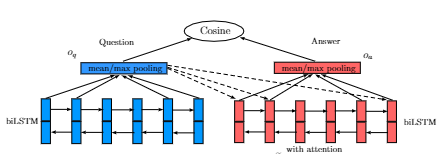 Cosine
Question
Answer
o_q
o_a
mean/max pooling
mean/max pooling
biLSTM
biLSTM
with attention